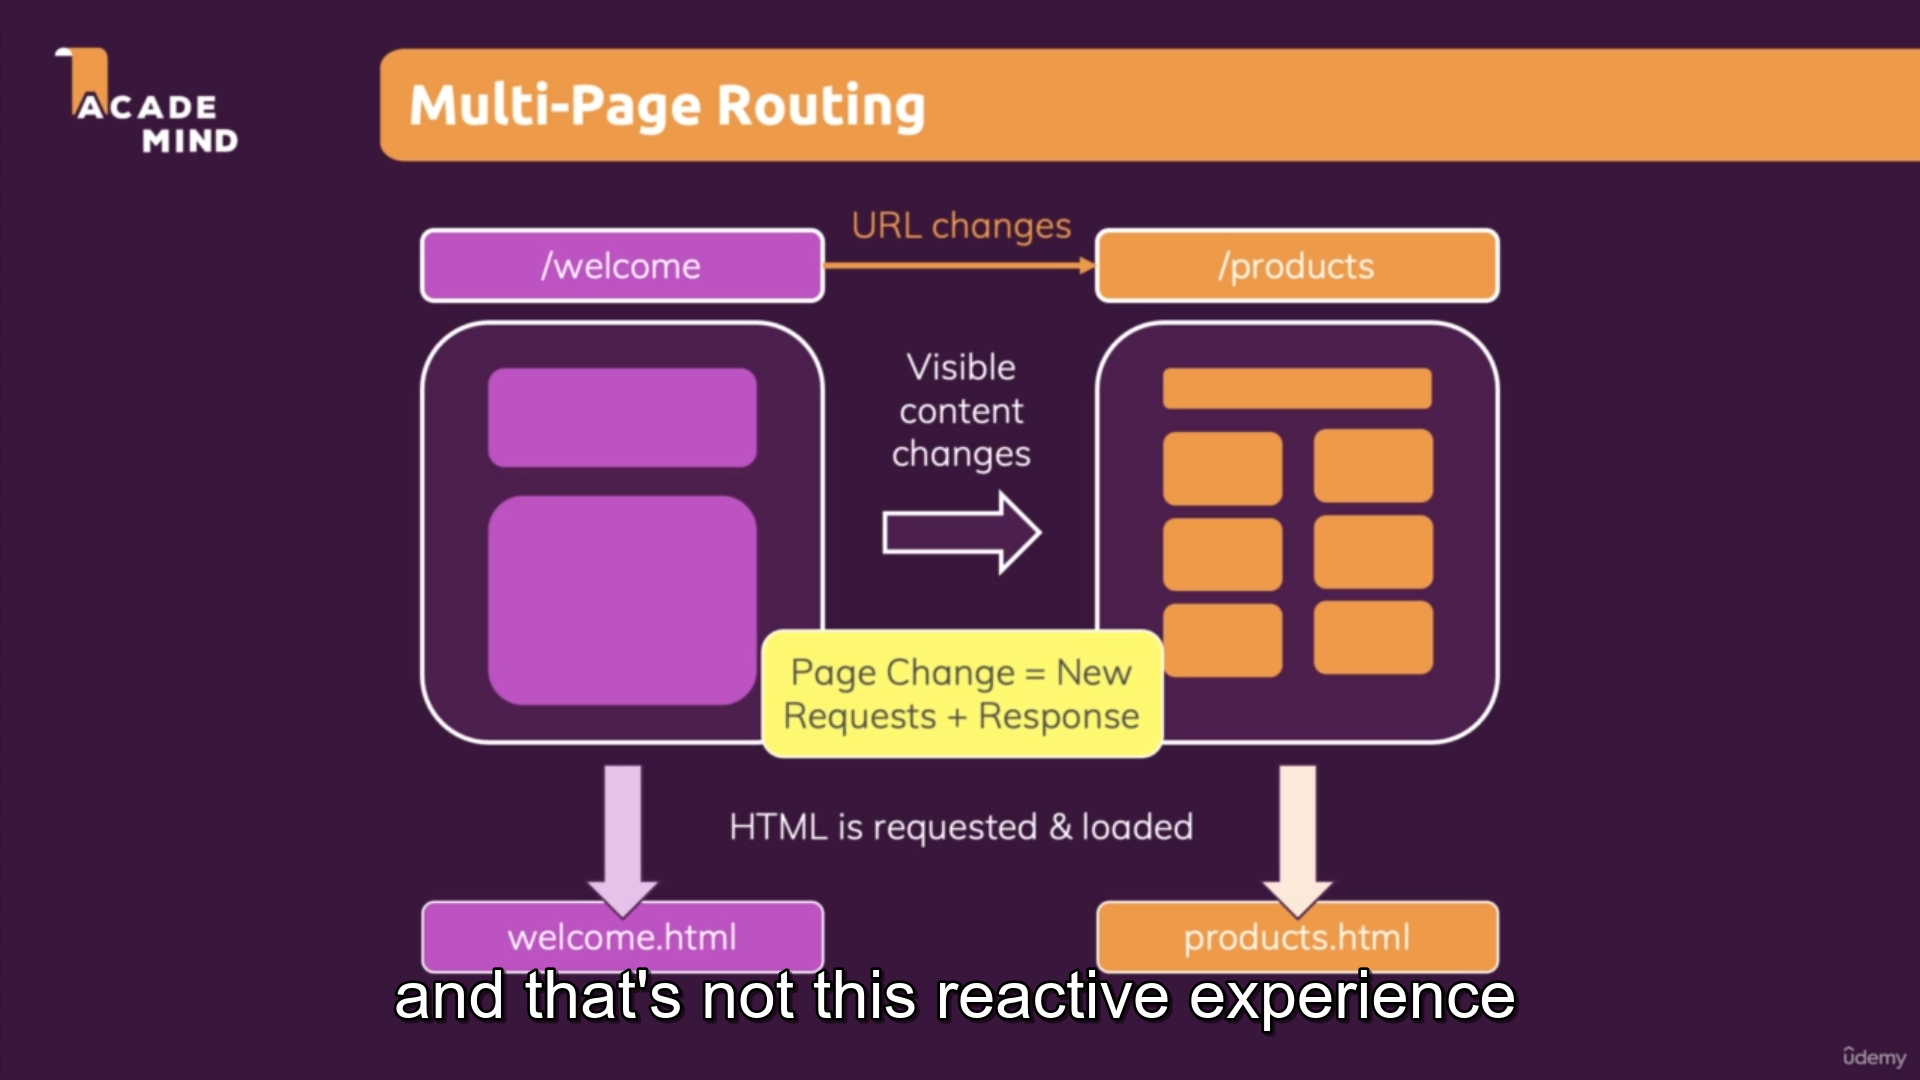 ACADE
MIND
Multi-Page Routing
URL changes
/welcome
/products
Visible
content
changes
Page Change = New
Requests + Response
HTML is requested & loaded
welcome.html
products.html
and that's not this reactive experience
ûdemy